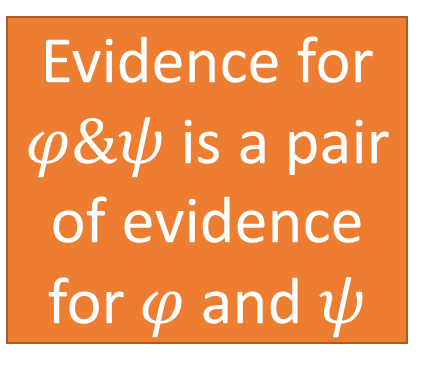 Evidence for
𝜑&𝜓 is a pair
of evidence
for 𝜑 and 𝜓